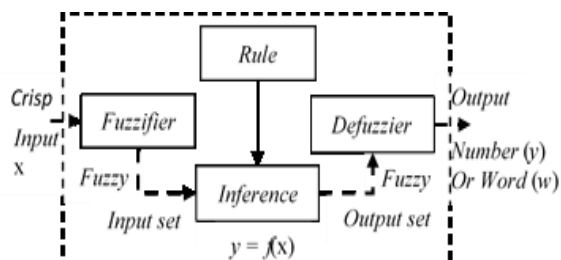 Rule
Crisp
Input
x
Fuzzifier
Defuzzier
Output
Number (y)
Or Word (w)
Fuzzy
Input set
Inference
Fuzzy
Output set
y = f(x)